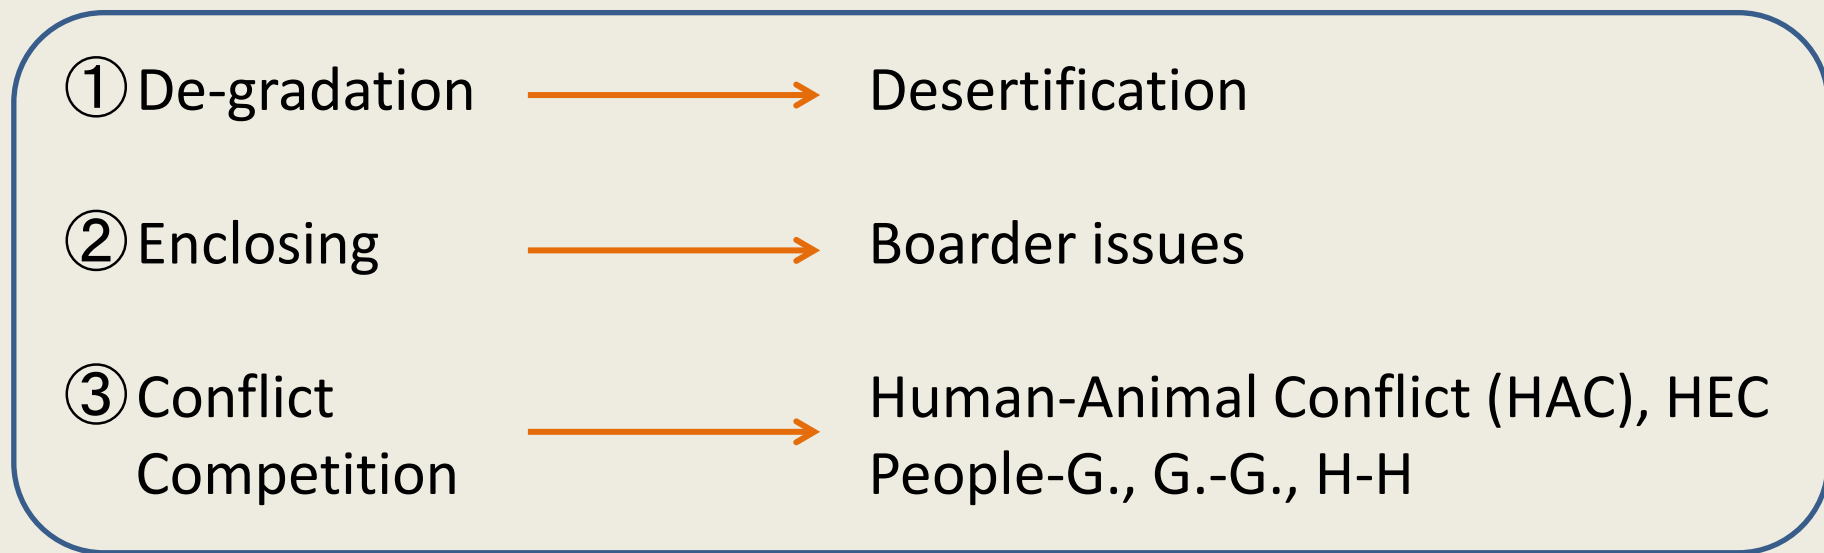 ①De-gradation Desertification
②Enclosing Boarder issues
③Conflict Human-Animal Conflict (HAC), HEC
Competition People-G., G.-G., H-H